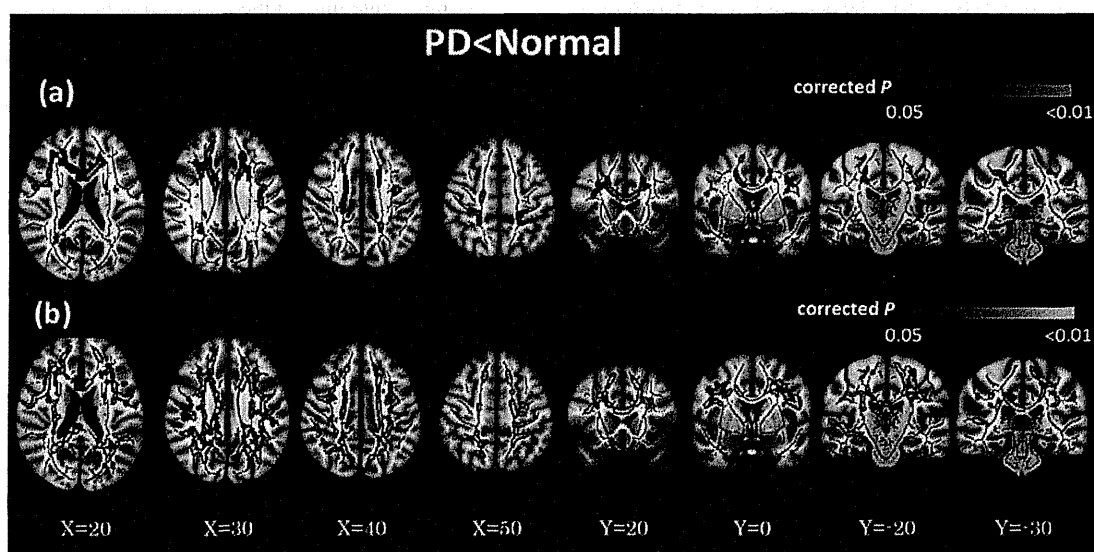 PD<Normal
(a)
corrected P
0.05 <0.01
(b)
corrected P
0.05 <0.01
X=20 X=30 X=40 X=50 Y=20 Y=0 Y=-20 Y=-30